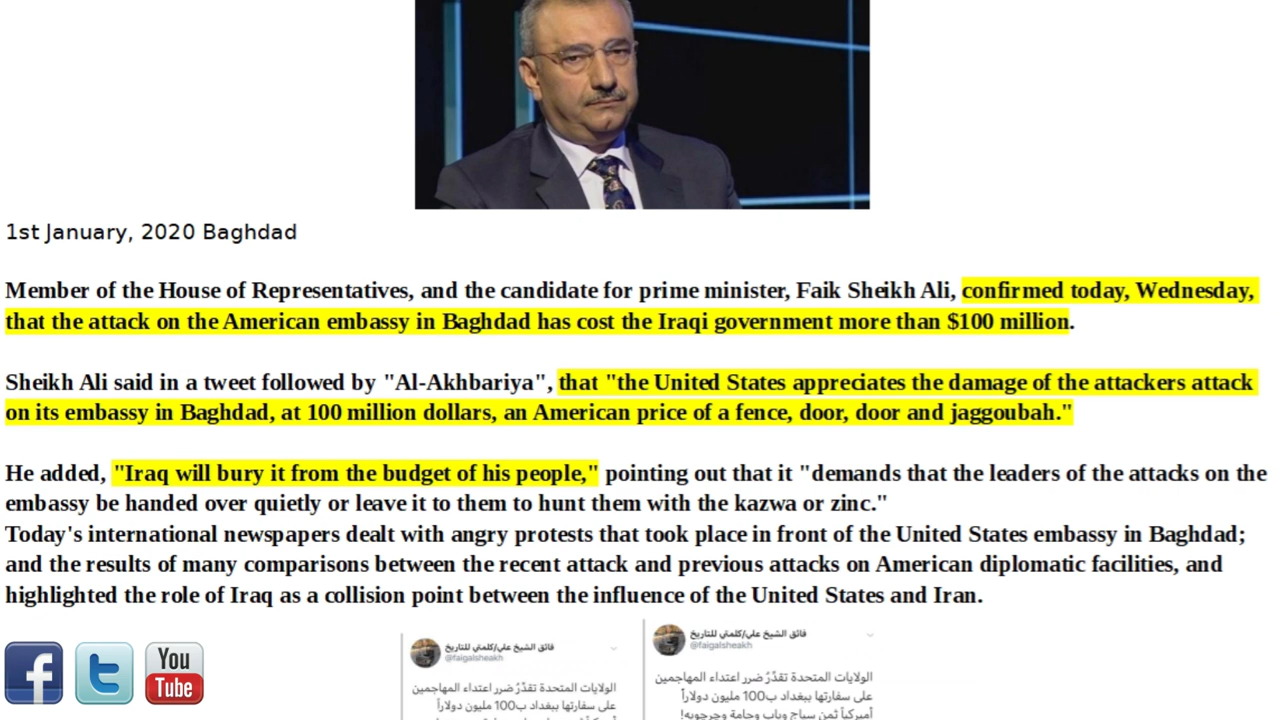 1st January, 2020 Baghdad
Member of the House of Representatives, and the candidate for prime minister, Faik Sheikh Ali, confirmed today, Wednesday,
that the attack on the American embassy in Baghdad has cost the Iraqi government more than $100 million.
Sheikh Ali said in a tweet followed by "Al-Akhbariya", that "the United States appreciates the damage of the attackers attack
on its embassy in Baghdad, at 100 million dollars, an American price of a fence, door, door and jaggoubah."
He added, "Iraq will bury it from the budget of his people," pointing out that it "demands that the leaders of the attacks on the
embassy be handed over quietly or leave it to them to hunt them with the kazwa or zinc."
Today's international newspapers dealt with angry protests that took place in front of the United States embassy in Baghdad;
and the results of many comparisons between the recent attack and previous attacks on American diplomatic facilities, and
highlighted the role of Iraq as a collision point between the influence of the United States and Iran.
f
t
You
Tube
فائق الشيخ علي/كلمتي للتاريخ
@faigalsheakh
الولايات المتحدة تقدّرُ ضرر اعتداء المهاجمين
على سفارتها ببغداد ب100 مليون دولاراً
فائق الشيخ علي/كلمتي للتاريخ
@faigalsheakh
الولايات المتحدة تقدّرُ ضرر اعتداء المهاجمين
على سفارتها ببغداد ب100 مليون دولاراً
أميركياً ثمن سياج وباب وجامة وجرجوبه!